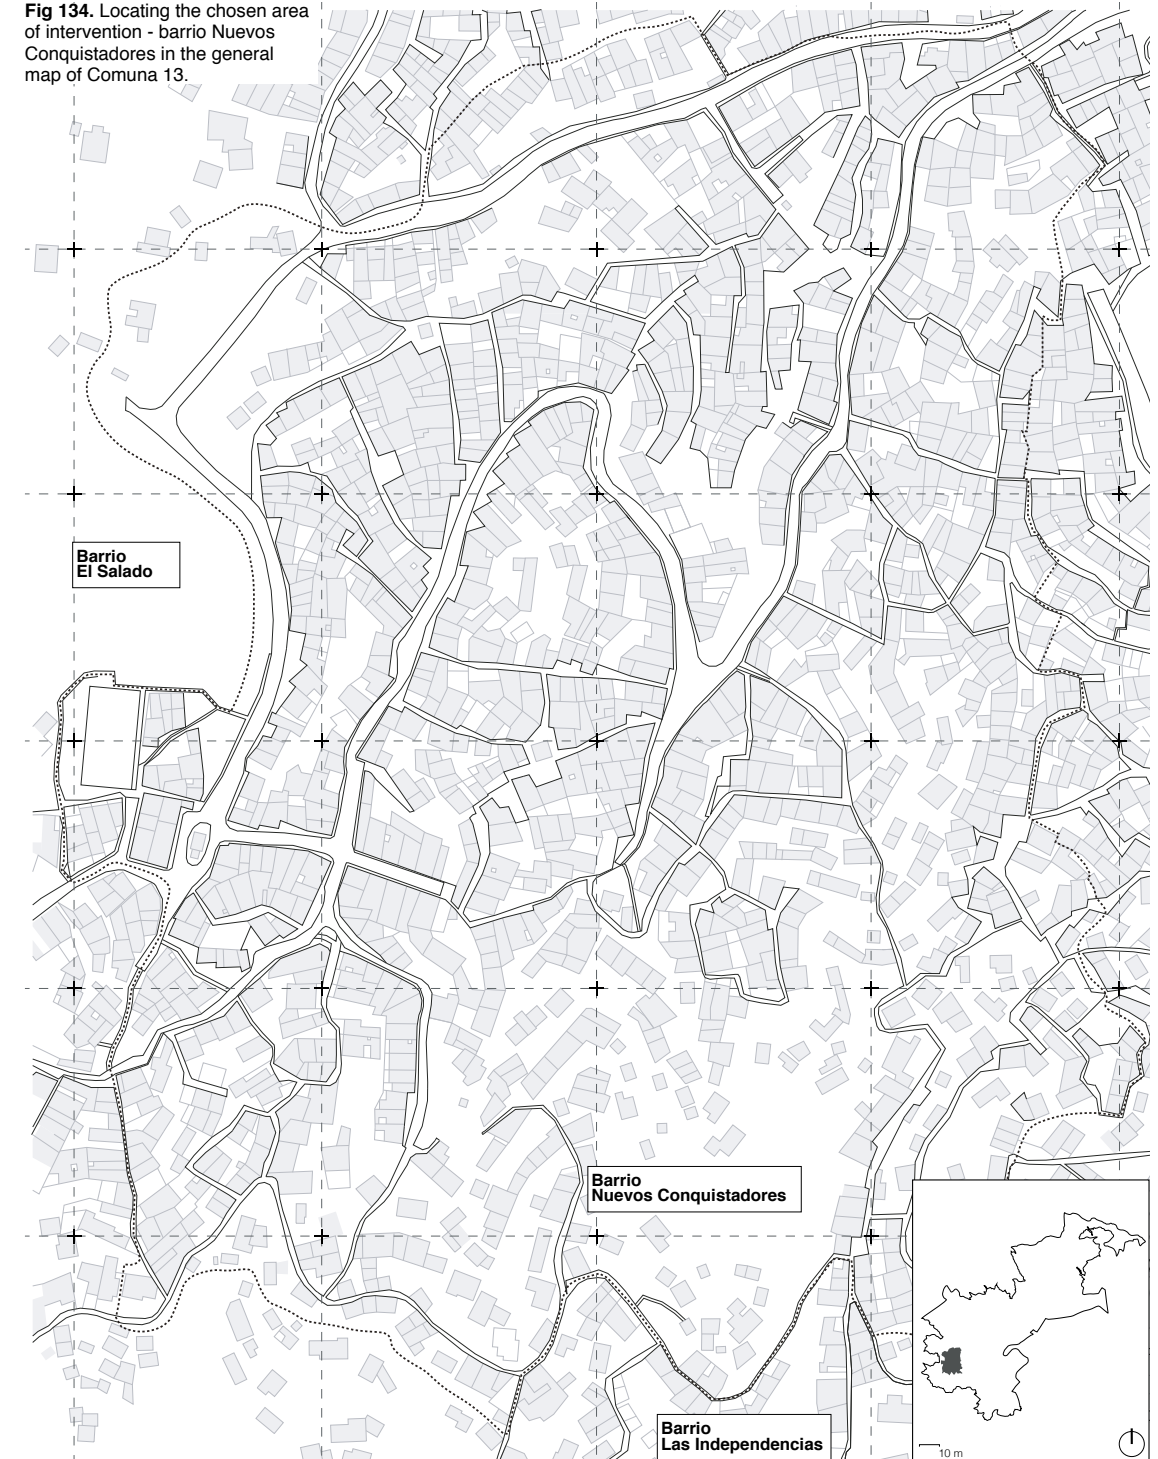 Fig 134. Locating the chosen area
of intervention - barrio Nuevos
Conquistadores in the general
map of Comuna 13.
Barrio
El Salado
Barrio
Nuevos Conquistadores
Barrio
Las Independencias
10 m